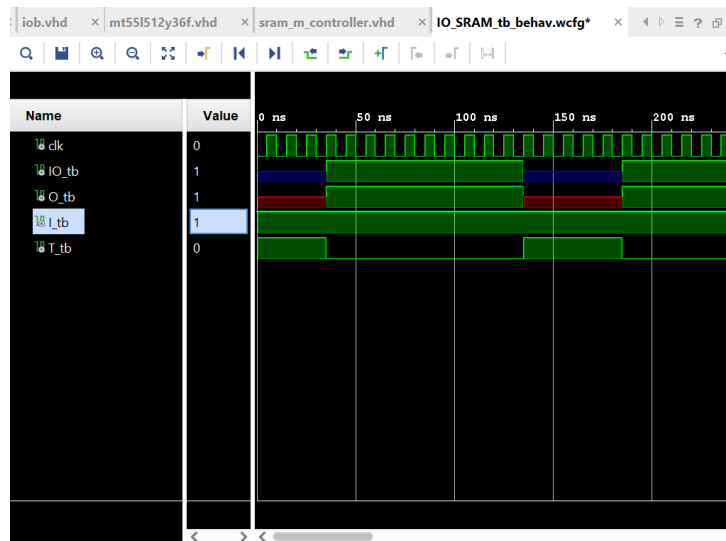 iob.vhd × mt55l512y36f.vhd × sram_m_controller.vhd × IO_SRAM_tb_behav.wcfg* × ?
Name Value 0 ns 50 ns 100 ns 150 ns 200 ns
clk 0
IO_tb 1
O_tb 1
I_tb 1
T_tb 0